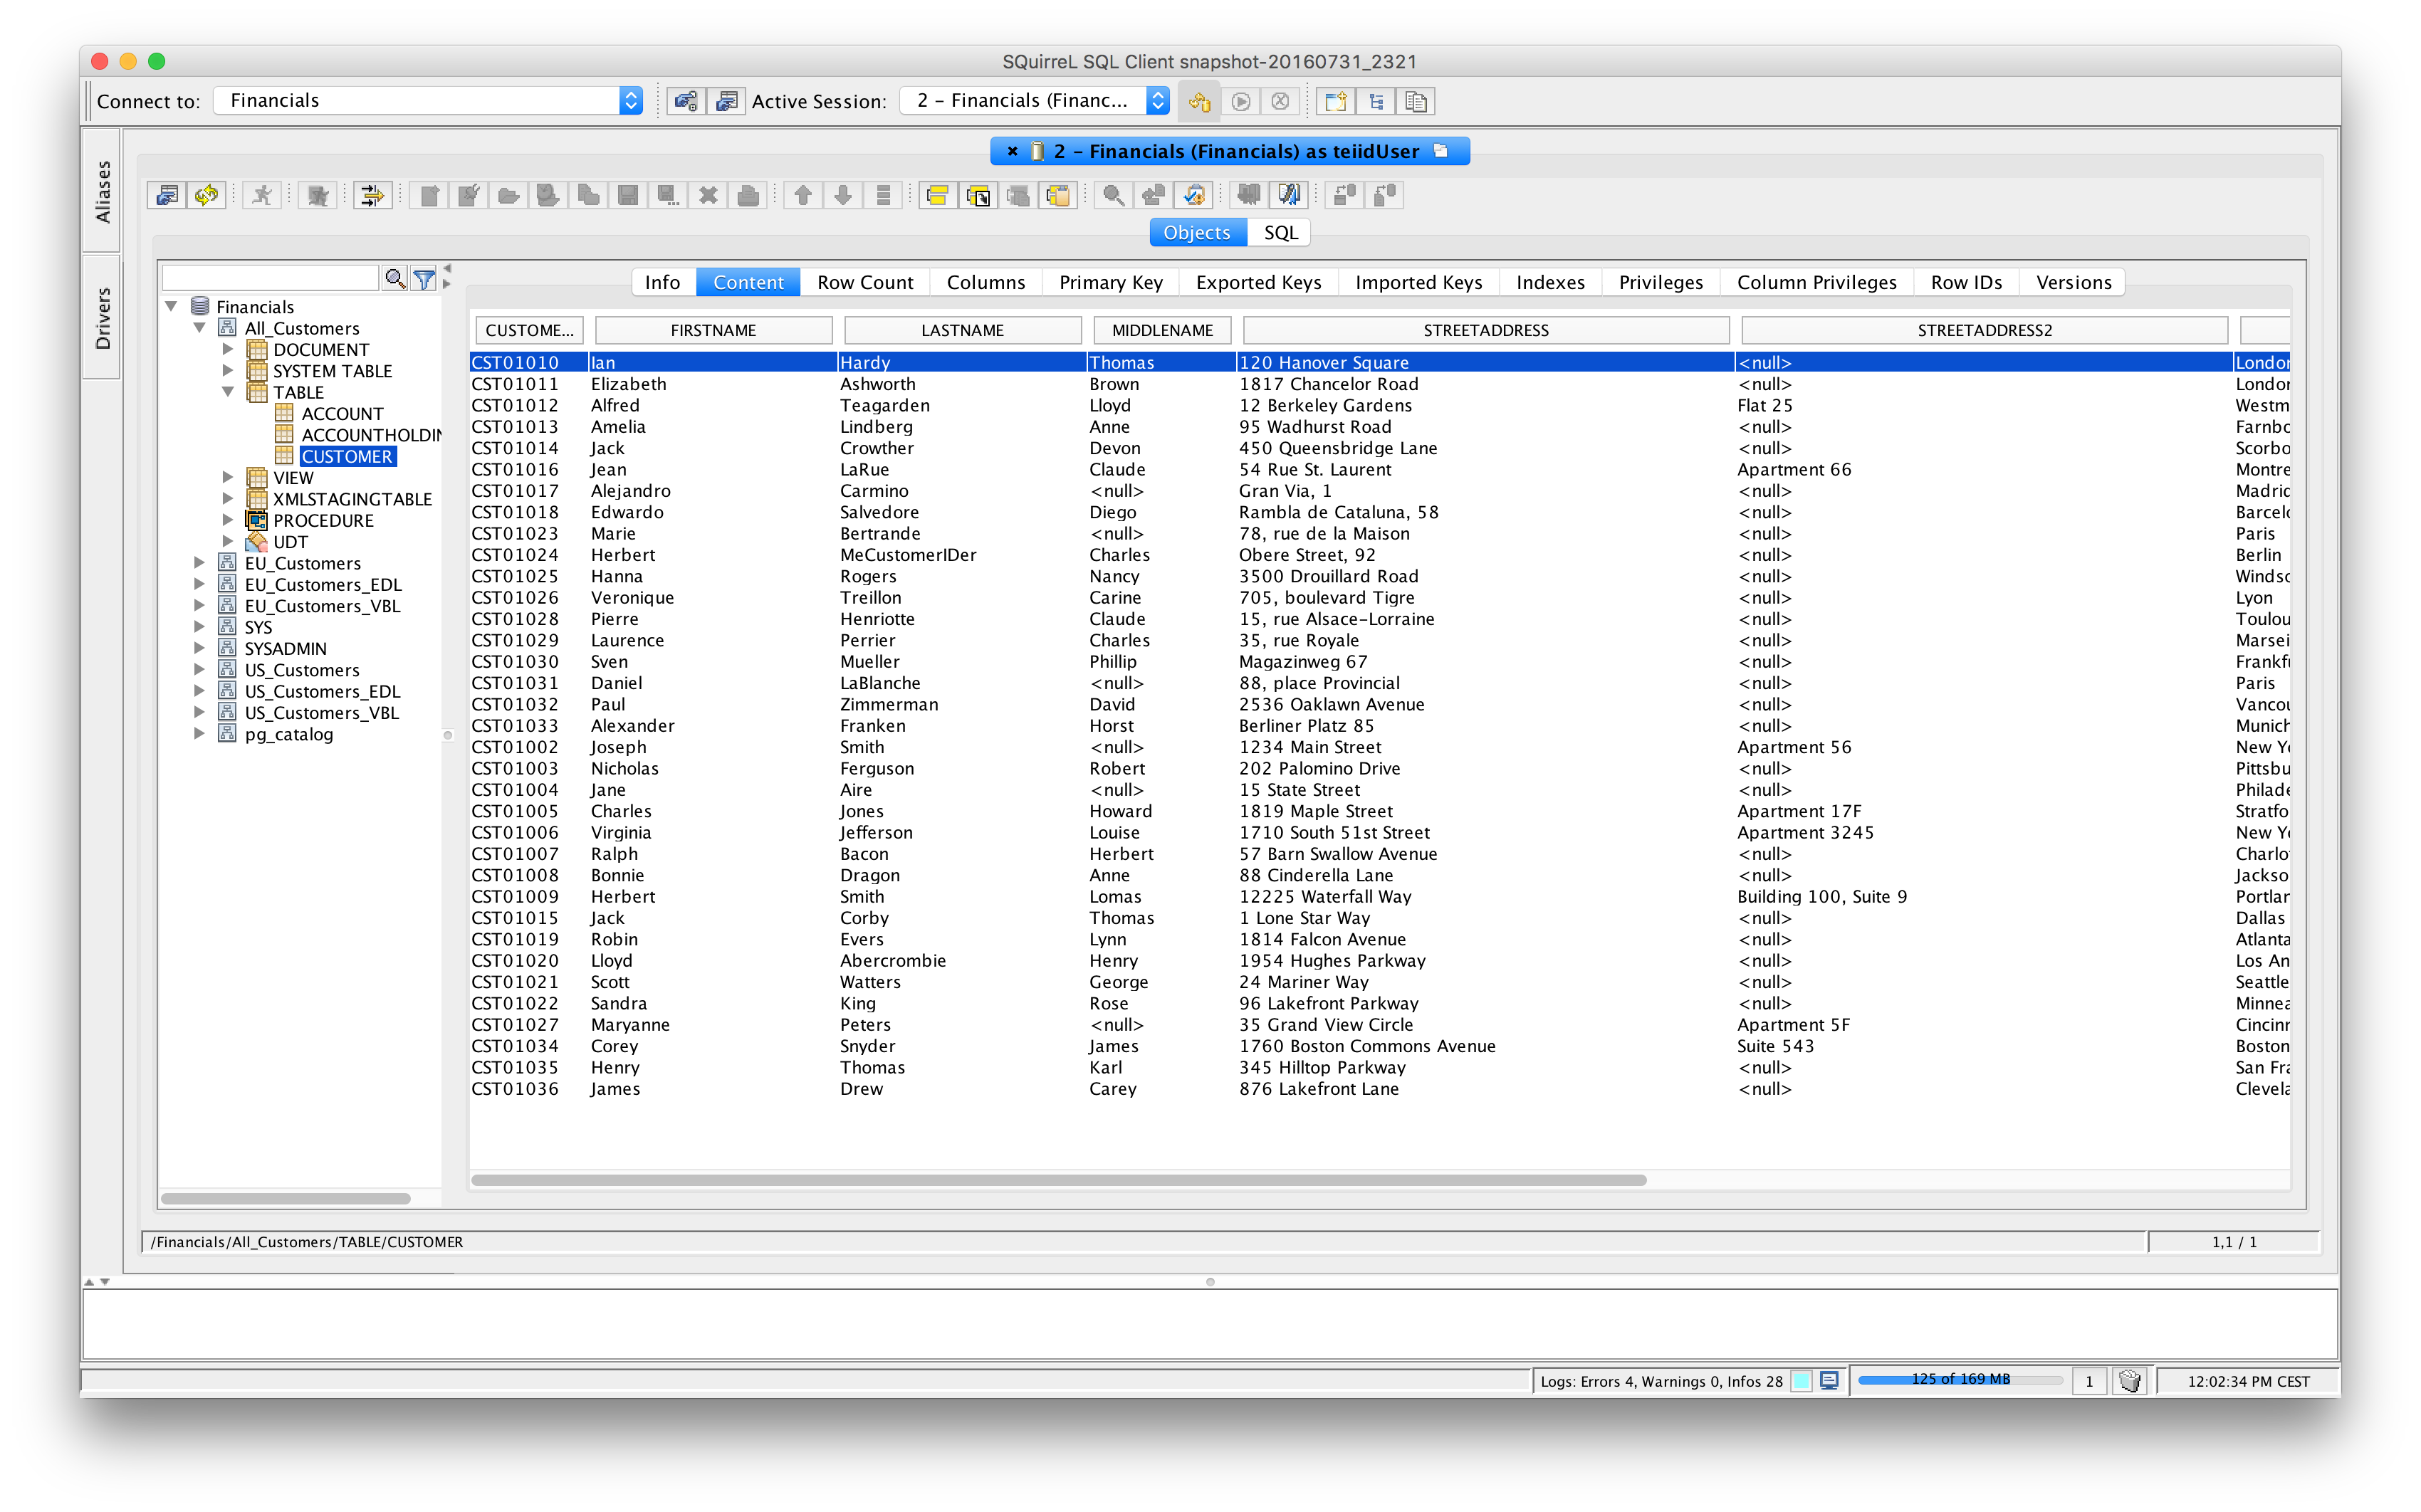 SQuirreL SQL Client snapshot-20160731_2321
Connect to: Financials Active Session: 2 – Financials (Financ...
Aliases
Drivers
2 – Financials (Financials) as teiidUser
Objects SQL
Info Content Row Count Columns Primary Key Exported Keys Imported Keys Indexes Privileges Column Privileges Row IDs Versions
Financials
All_Customers
DOCUMENT
SYSTEM TABLE
TABLE
ACCOUNT
ACCOUNTHOLDIN
CUSTOMER
VIEW
XMLSTAGINGTABLE
PROCEDURE
UDT
EU_Customers
EU_Customers_EDL
EU_Customers_VBL
SYS
SYSADMIN
US_Customers
US_Customers_EDL
US_Customers_VBL
pg_catalog
CUSTOME... FIRSTNAME LASTNAME MIDDLENAME STREETADDRESS STREETADDRESS2
CST01010 Ian Hardy Thomas 120 Hanover Square <null> London
CST01011 Elizabeth Ashworth Brown 1817 Chancelor Road <null> London
CST01012 Alfred Teagarden Lloyd 12 Berkeley Gardens Flat 25 Westm
CST01013 Amelia Lindberg Anne 95 Wadhurst Road <null> Farnbo
CST01014 Jack Crowther Devon 450 Queensbridge Lane <null> Scorbo
CST01016 Jean LaRue Claude 54 Rue St. Laurent Apartment 66 Montre
CST01017 Alejandro Carmino <null> Gran Via, 1 <null> Madrid
CST01018 Edwardo Salvedore Diego Rambla de Cataluna, 58 <null> Barcelo
CST01023 Marie Bertrande <null> 78, rue de la Maison <null> Paris
CST01024 Herbert MeCustomerIDer Charles Obere Street, 92 <null> Berlin
CST01025 Hanna Rogers Nancy 3500 Drouillard Road <null> Windso
CST01026 Veronique Treillon Carine 705, boulevard Tigre <null> Lyon
CST01028 Pierre Henriotte Claude 15, rue Alsace-Lorraine <null> Toulou
CST01029 Laurence Perrier Charles 35, rue Royale <null> Marsei
CST01030 Sven Mueller Phillip Magazinweg 67 <null> Frankfu
CST01031 Daniel LaBlanche <null> 88, place Provincial <null> Paris
CST01032 Paul Zimmerman David 2536 Oaklawn Avenue <null> Vancou
CST01033 Alexander Franken Horst Berliner Platz 85 <null> Munich
CST01002 Joseph Smith <null> 1234 Main Street Apartment 56 New Yo
CST01003 Nicholas Ferguson Robert 202 Palomino Drive <null> Pittsbu
CST01004 Jane Aire <null> 15 State Street <null> Philade
CST01005 Charles Jones Howard 1819 Maple Street Apartment 17F Stratfo
CST01006 Virginia Jefferson Louise 1710 South 51st Street Apartment 3245 New Yo
CST01007 Ralph Bacon Herbert 57 Barn Swallow Avenue <null> Charlo
CST01008 Bonnie Dragon Anne 88 Cinderella Lane <null> Jackso
CST01009 Herbert Smith Lomas 12225 Waterfall Way Building 100, Suite 9 Portlan
CST01015 Jack Corby Thomas 1 Lone Star Way <null> Dallas
CST01019 Robin Evers Lynn 1814 Falcon Avenue <null> Atlanta
CST01020 Lloyd Abercrombie Henry 1954 Hughes Parkway <null> Los An
CST01021 Scott Watters George 24 Mariner Way <null> Seattle
CST01022 Sandra King Rose 96 Lakefront Parkway <null> Minnea
CST01027 Maryanne Peters <null> 35 Grand View Circle Apartment 5F Cincinn
CST01034 Corey Snyder James 1760 Boston Commons Avenue Suite 543 Boston
CST01035 Henry Thomas Karl 345 Hilltop Parkway <null> San Fra
CST01036 James Drew Carey 876 Lakefront Lane <null> Clevela
/Financials/All_Customers/TABLE/CUSTOMER 1,1 / 1
Logs: Errors 4, Warnings 0, Infos 28 125 of 169 MB 1 12:02:34 PM CEST